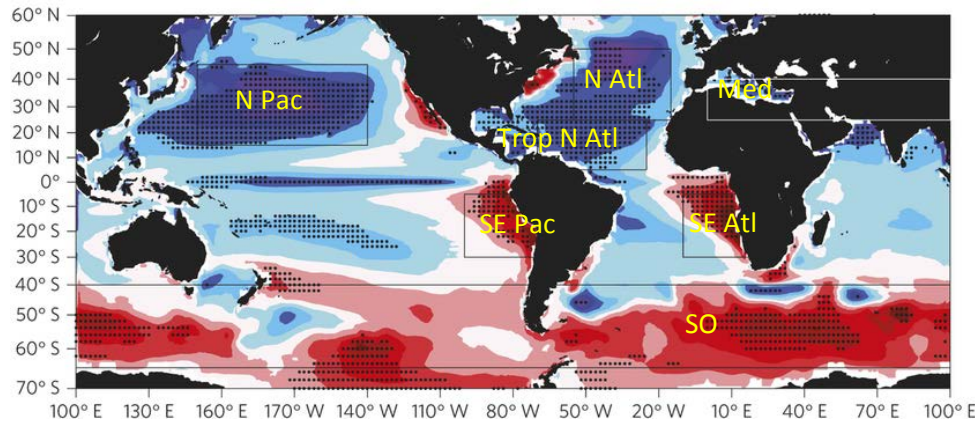 60° N
50° N
40° N
30° N
20° N
10° N
0°
10° S
20° S
30° S
40° S
50° S
60° S
70° S
N Pac
N Atl
Med
Trop N Atl
SE Pac
SE Atl
SO
100° E 130° E 160° E 170° W 140° W 110° W 80° W 50° W 20° W 10° E 40° E 70° E 100° E